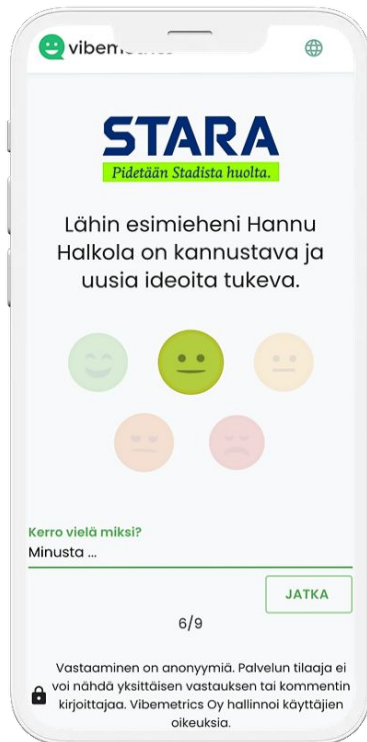 STARA
Pidetään Stadista huolta.
Lähin esimieheni Hannu
Halkola on kannustava ja
uusia ideoita tukeva.
Kerro vielä miksi?
Minusta ...
JATKA
6/9
Vastaaminen on anonyymiä. Palvelun tilaaja ei
voi nähdä yksittäisen vastauksen tai kommentin
kirjoittajaa. Vibemetrics Oy hallinnoi käyttäjien
oikeuksia.